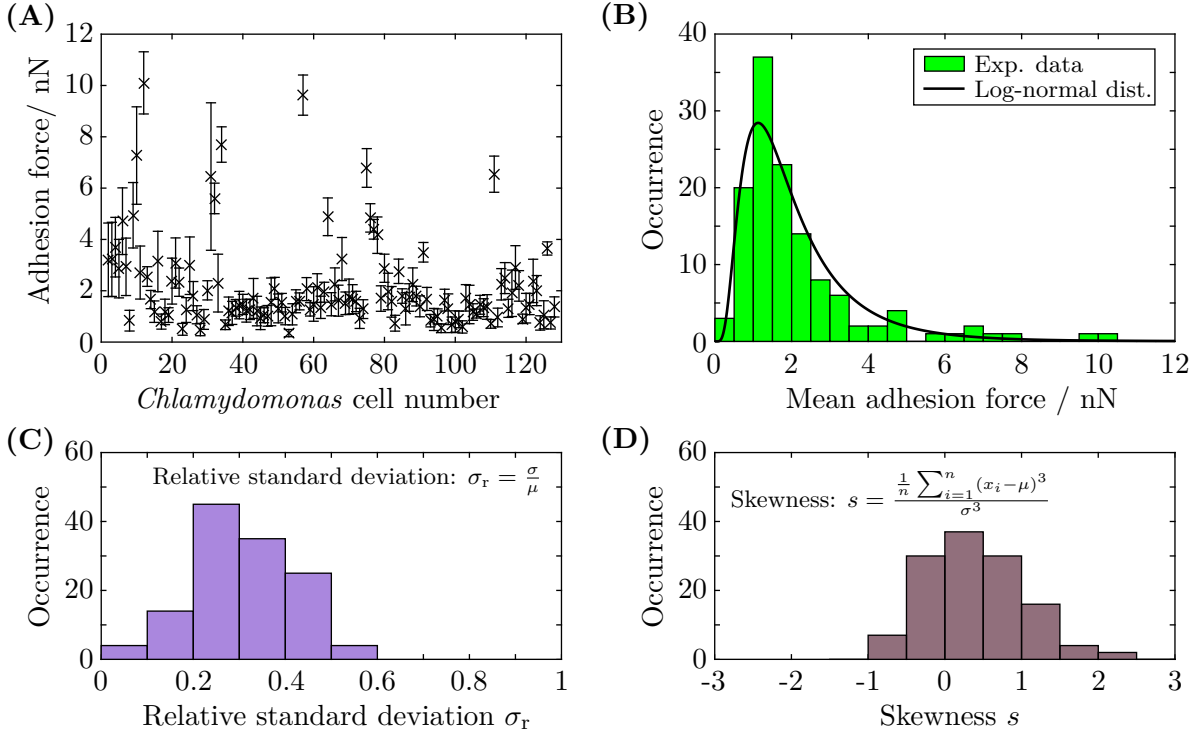 (A)
12
10
8
6
4
2
0
Adhesion force/ nN
0 20 40 60 80 100 120
Chlamydomonas cell number
(B)
40
30
20
10
0
Occurrence
Exp. data
Log-normal dist.
0 2 4 6 8 10 12
Mean adhesion force / nN
(C)
60
40
20
0
Occurrence
Relative standard deviation: σ_r = σ/μ
0 0.2 0.4 0.6 0.8 1
Relative standard deviation σ_r
(D)
60
40
20
0
Occurrence
Skewness: s = (1/n ∑_{i=1}^{n} (x_i−μ)^3)/σ^3
-3 -2 -1 0 1 2 3
Skewness s